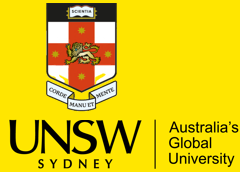 SCIENTIA
CORDE
MANU ET
MENTE
UNSW
SYDNEY
Australia's
Global
University